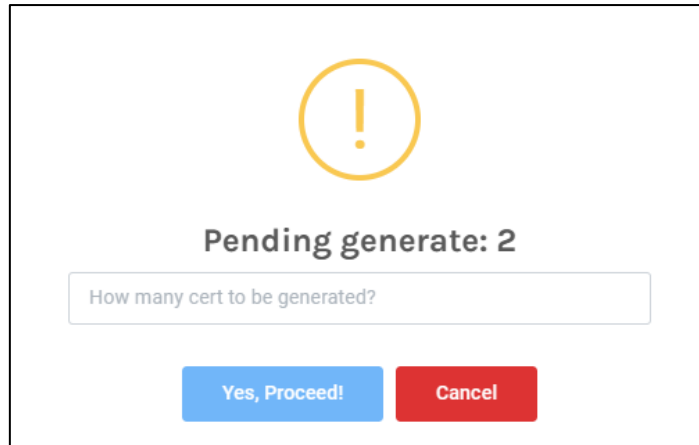 Pending generate: 2
How many cert to be generated?
Yes, Proceed!
Cancel